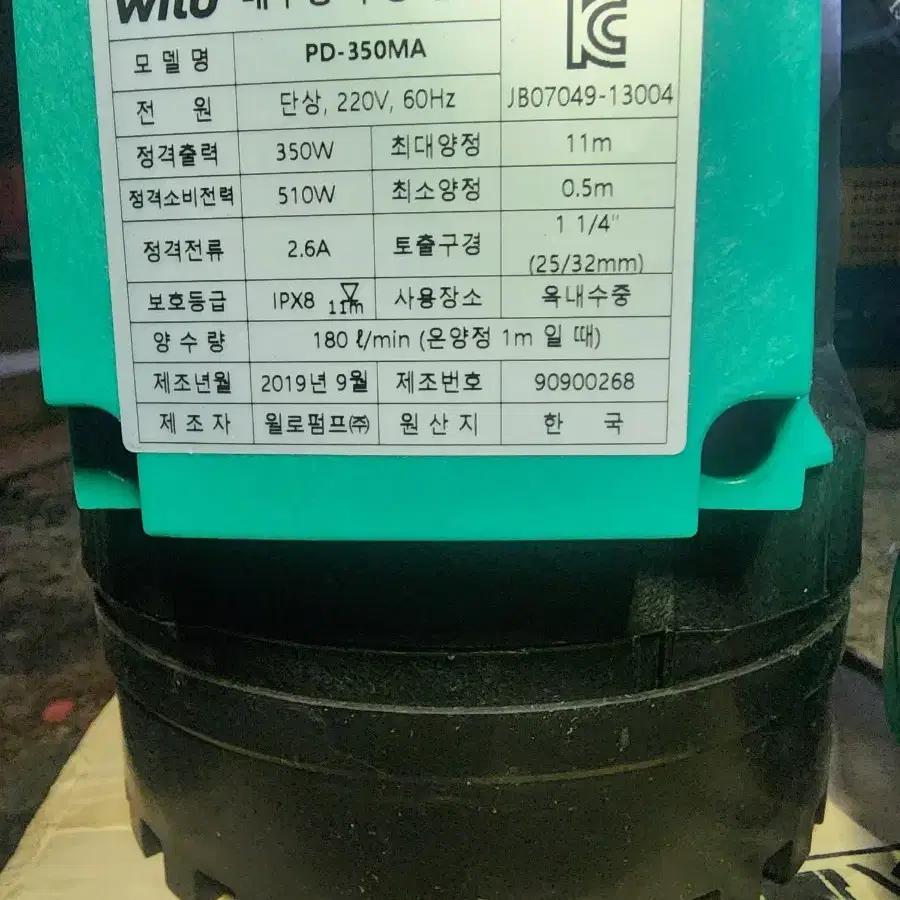 wilo
모델명 PD-350MA
전 원 단상, 220V, 60Hz JB07049-13004
정격출력 350W 최대양정 11m
정격소비전력 510W 최소양정 0.5m
정격전류 2.6A 토출구경 1 1/4"
(25/32mm)
보호등급 IPX8 11m 사용장소 옥내수중
양수량 180 ℓ/min (온양정 1m 일 때)
제조년월 2019년 9월 제조번호 90900268
제조자 윌로펌프㈜ 원산지 한 국